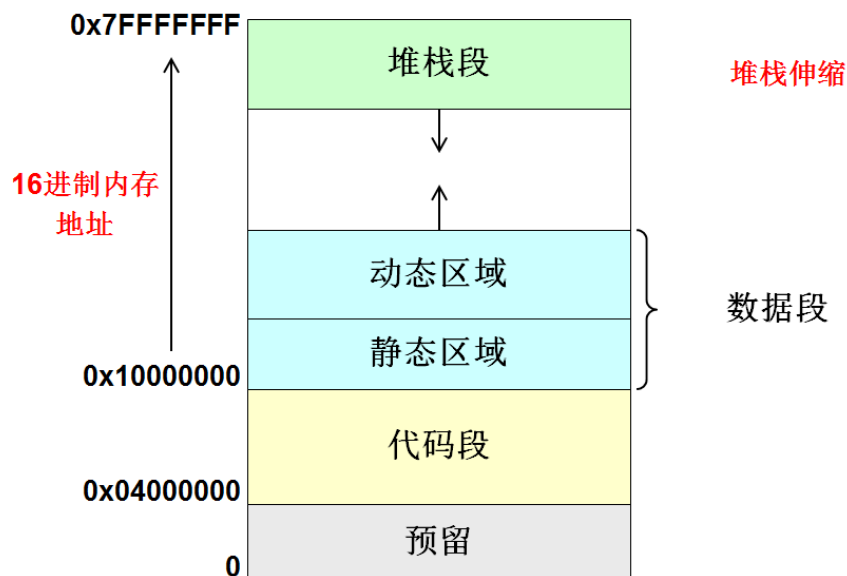 0x7FFFFFFF
堆栈段
堆栈伸缩
16进制内存
地址
动态区域
数据段
静态区域
0x10000000
代码段
0x04000000
预留
0